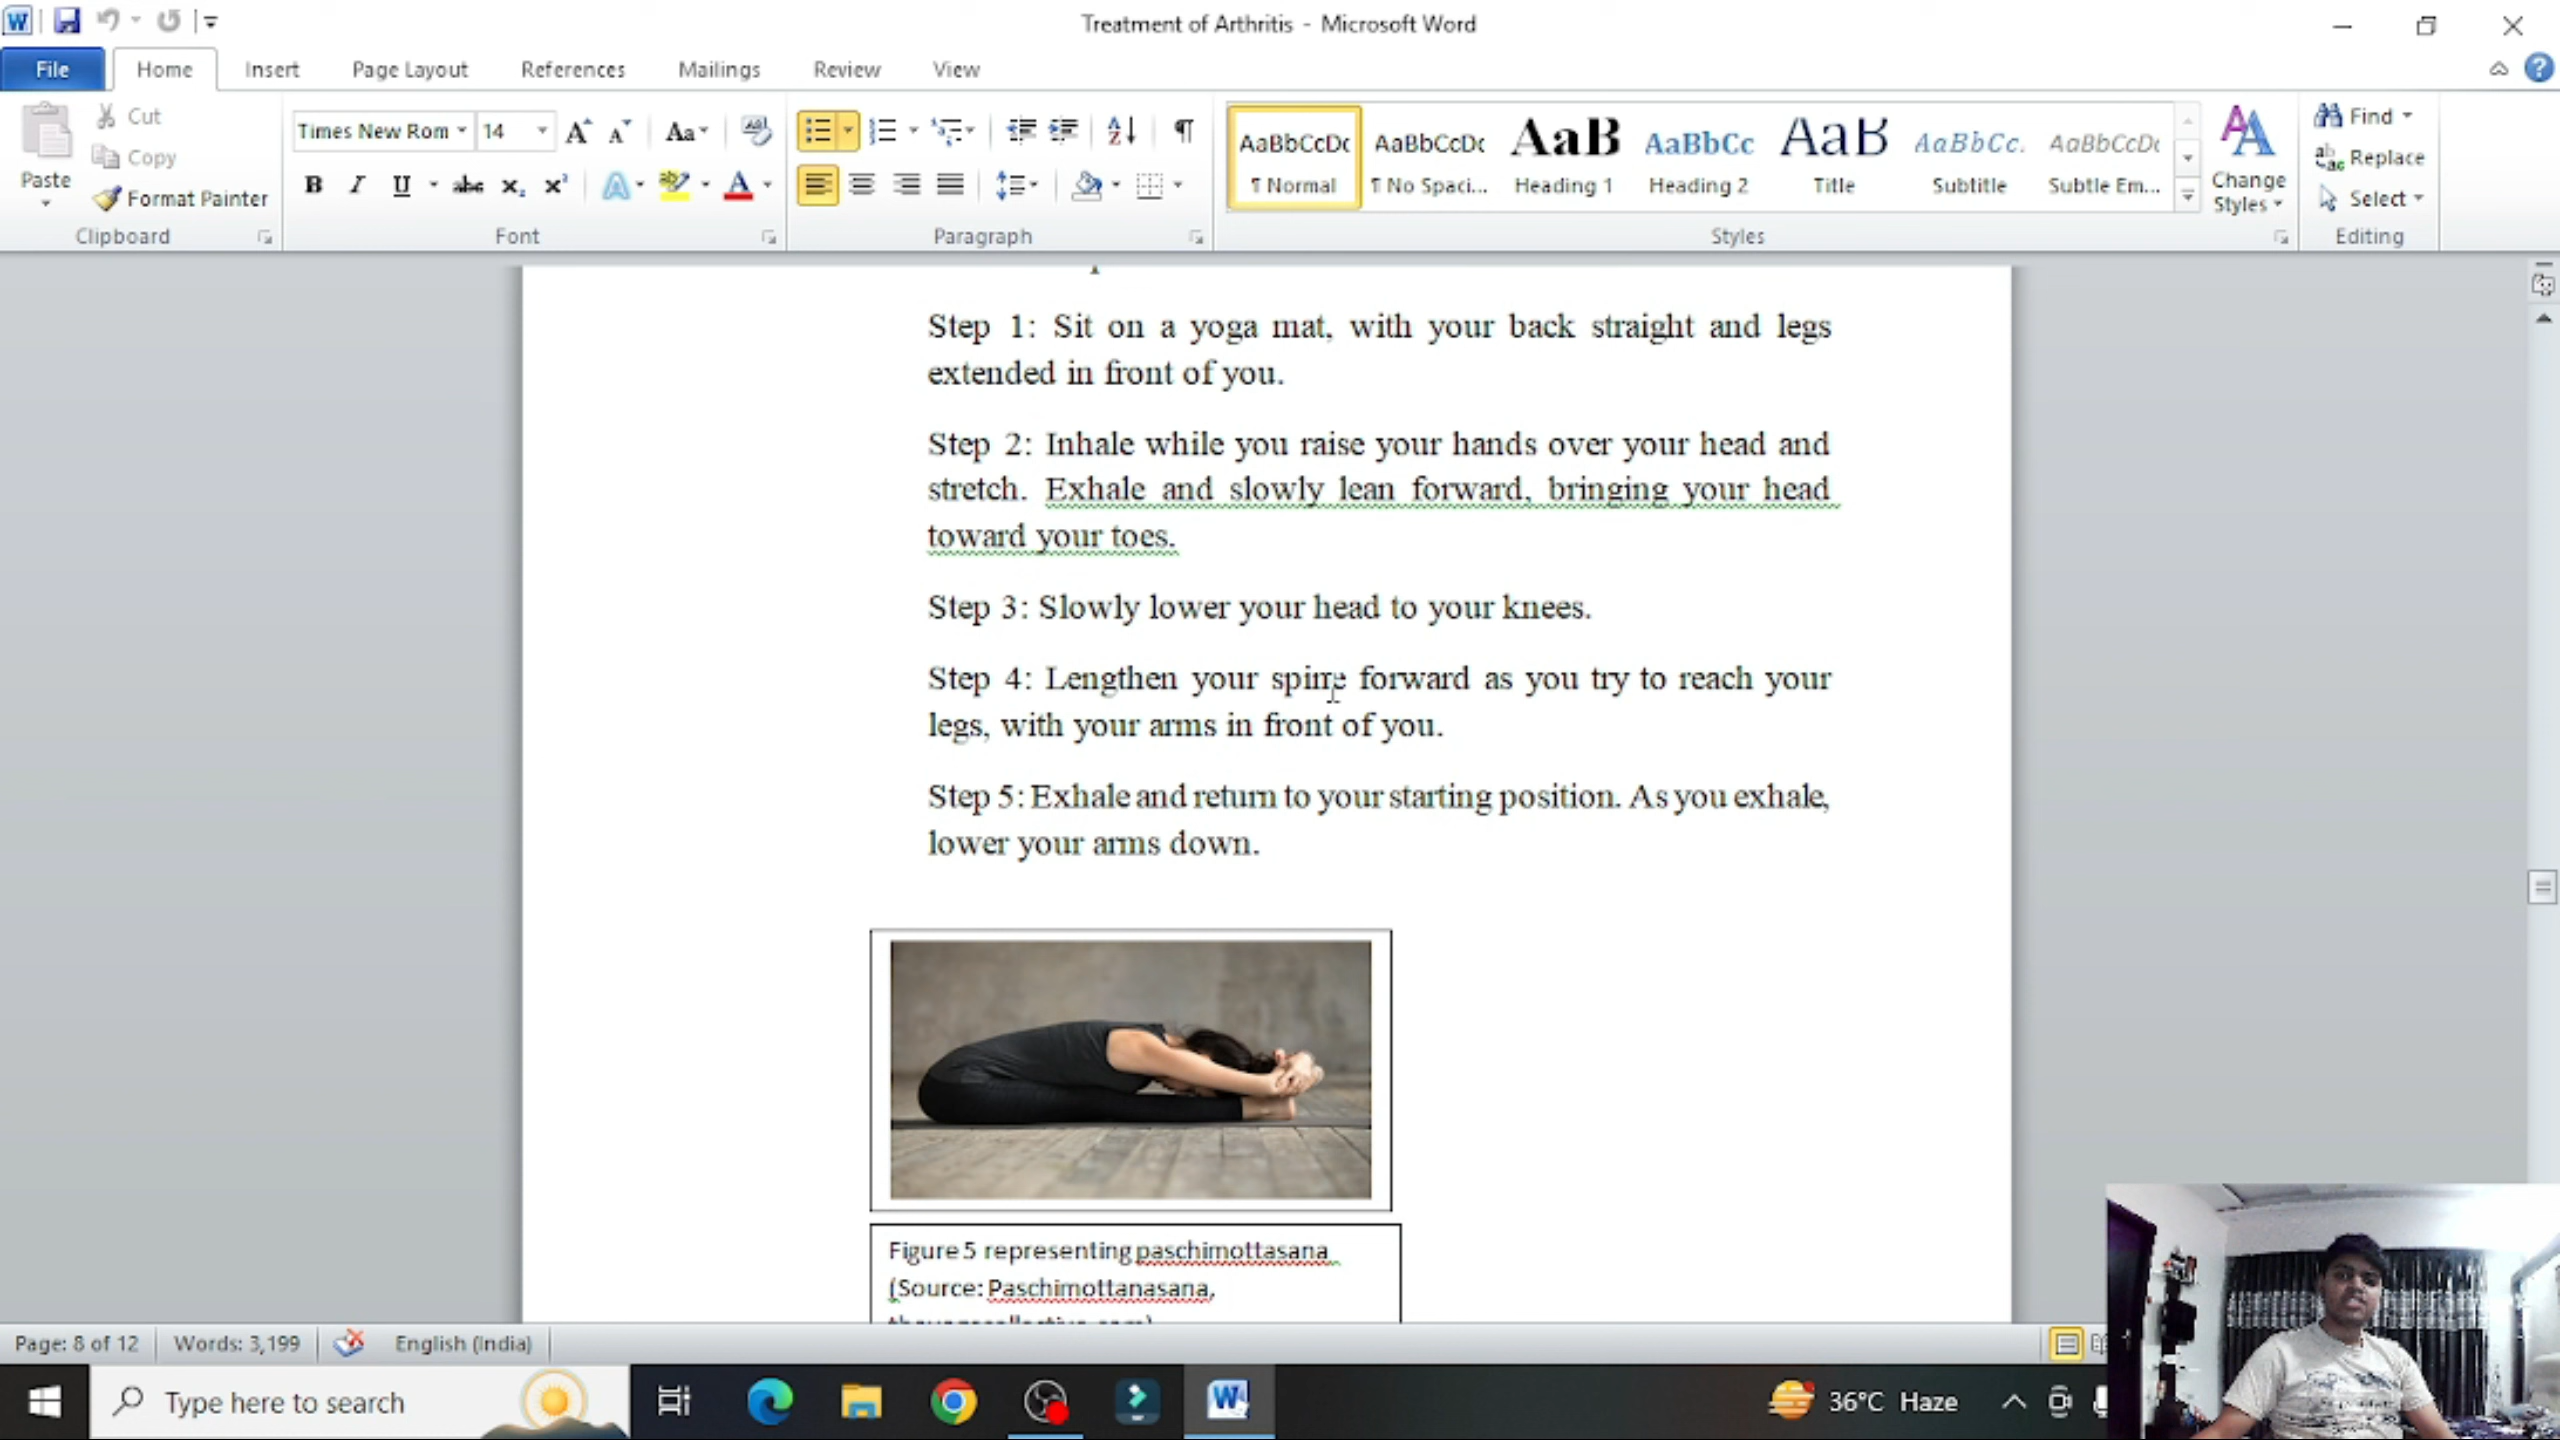 Treatment of Arthritis - Microsoft Word
File Home Insert Page Layout References Mailings Review View
Paste
Cut
Copy
Format Painter
Clipboard
Times New Rom 14
Font
Paragraph
AaBbCcDc AaBbCcDc AaB AaBbCc AaB AaBbCc. AaBbCcDc
¶ Normal ¶ No Spaci... Heading 1 Heading 2 Title Subtitle Subtle Em...
Change
Styles
Styles
Find
Replace
Select
Editing
Step 1: Sit on a yoga mat, with your back straight and legs
extended in front of you.
Step 2: Inhale while you raise your hands over your head and
stretch. Exhale and slowly lean forward, bringing your head
toward your toes.
Step 3: Slowly lower your head to your knees.
Step 4: Lengthen your spine forward as you try to reach your
legs, with your arms in front of you.
Step 5: Exhale and return to your starting position. As you exhale,
lower your arms down.
Figure 5 representing paschimottasana
(Source: Paschimottanasana,
Page: 8 of 12 Words: 3,199 English (India)
Type here to search
36°C Haze